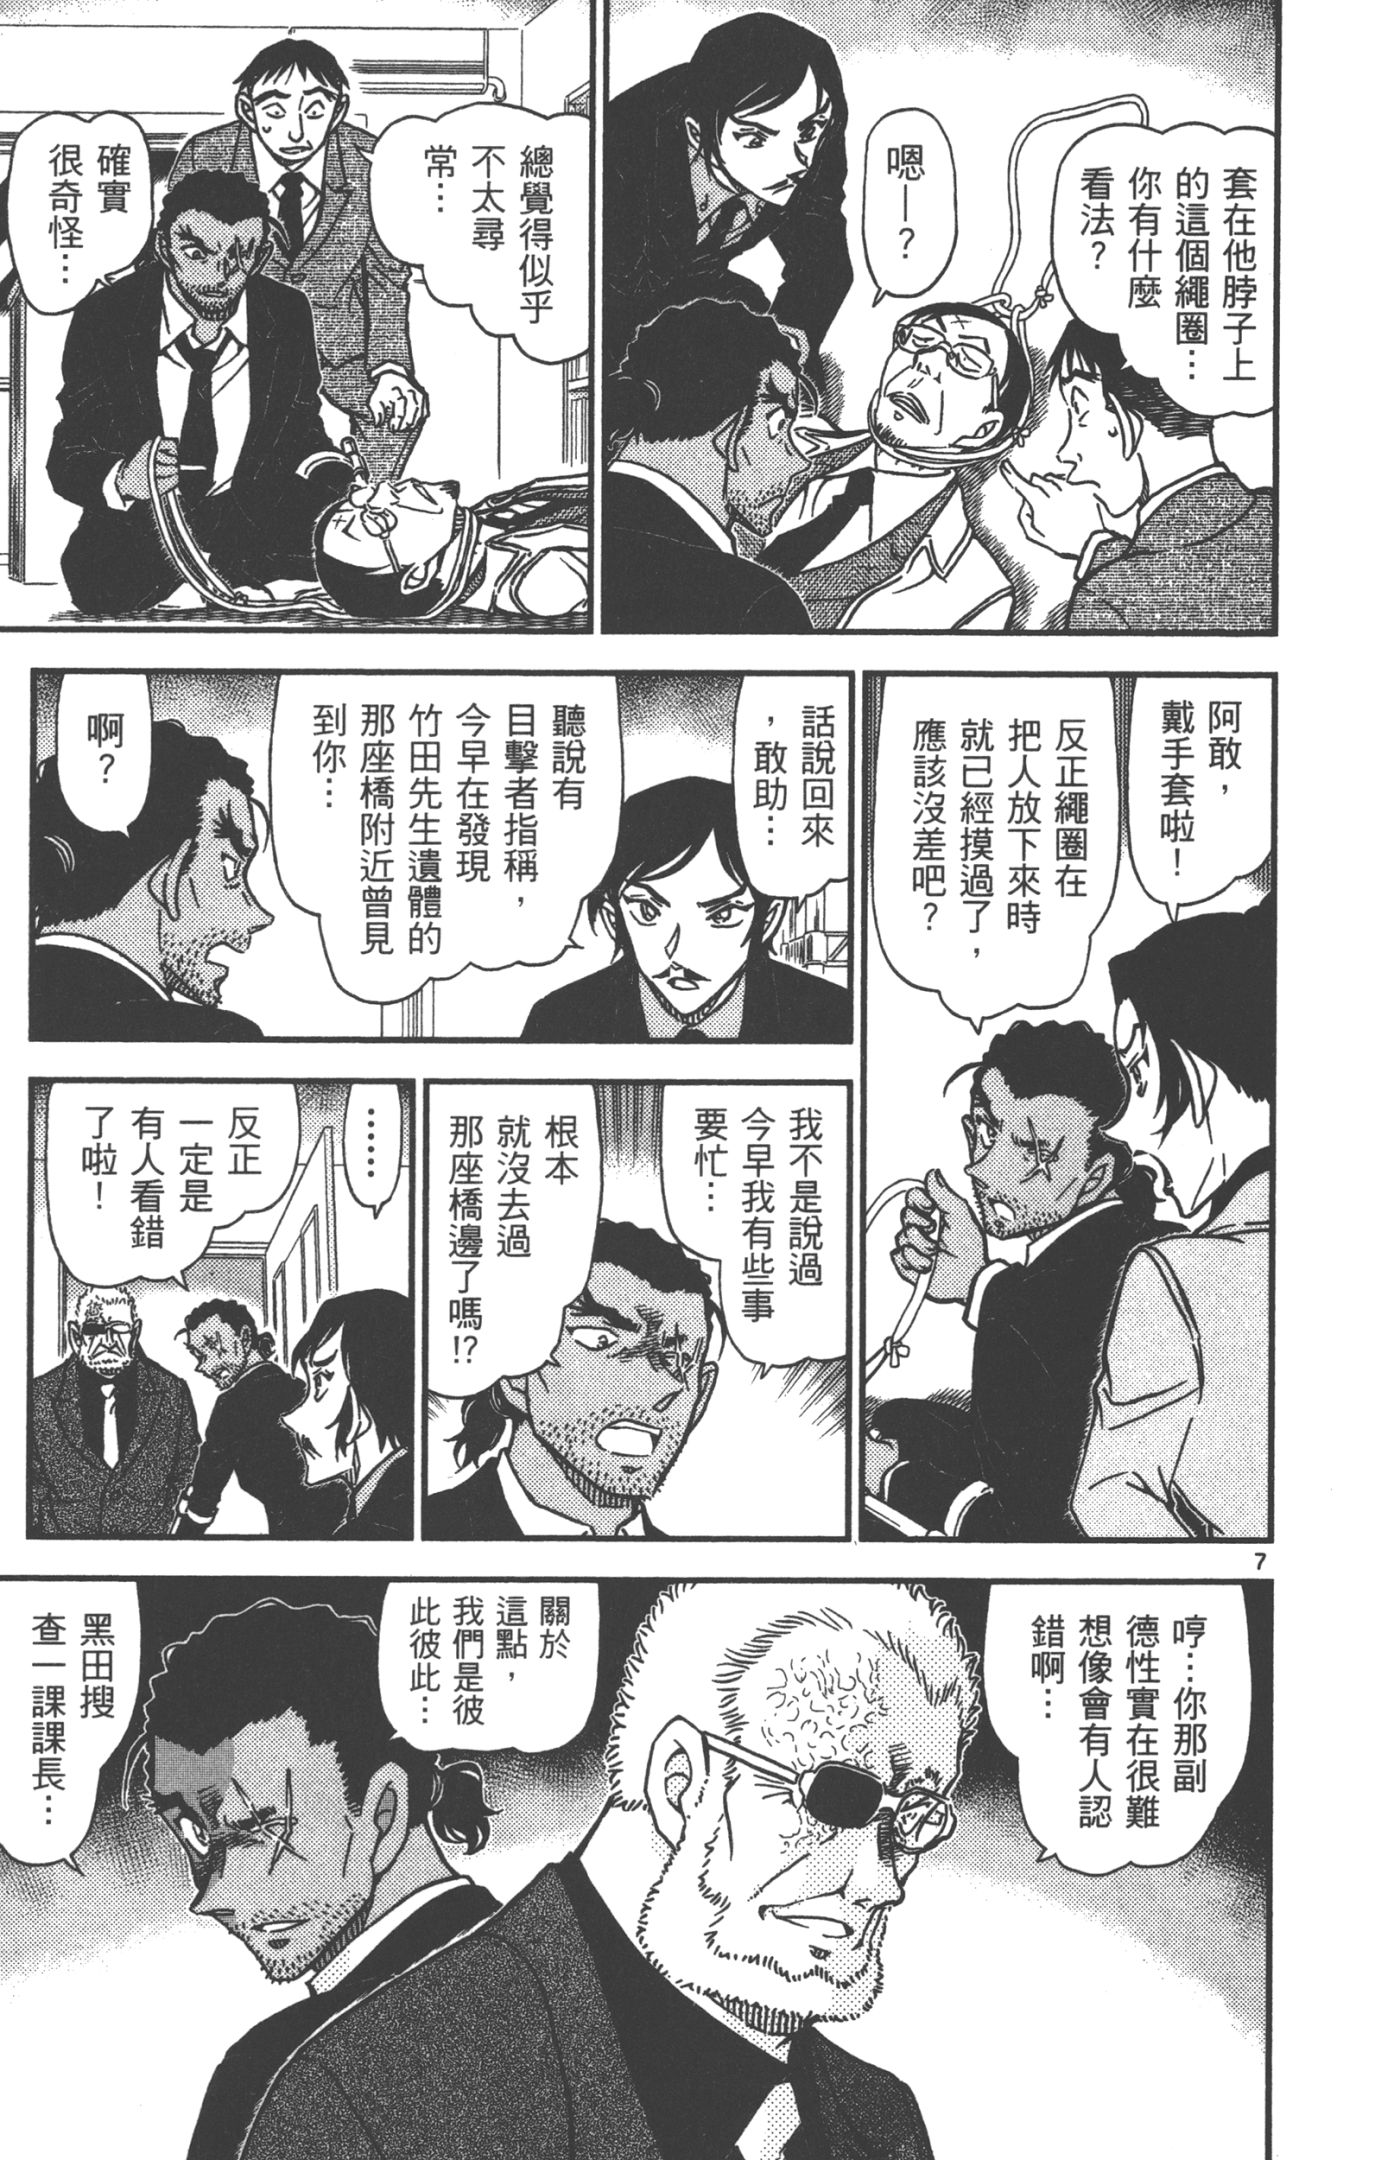 套在他脖子上
的這個繩圈…
你有什麼
看法？
嗯—？
總覺得似乎
不太尋
常…
確實
很奇怪…
阿敢，
戴手套啦！
反正繩圈在
把人放下來時
就已經摸過了，
應該沒差吧？
話說回來
，敢助…
聽說有
目擊者指稱，
今早在發現
竹田先生遺體的
那座橋附近曾見
到你…
啊？
我不是說過
今早我有些事
要忙…
根本
就沒去過
那座橋邊了嗎!?
……
反正
一定是
有人看錯
了啦！
7
哼…你那副
德性實在很難
想像會有人認
錯啊…
關於
這點，
我們是彼
此彼此…
黑田搜
查一課課長…